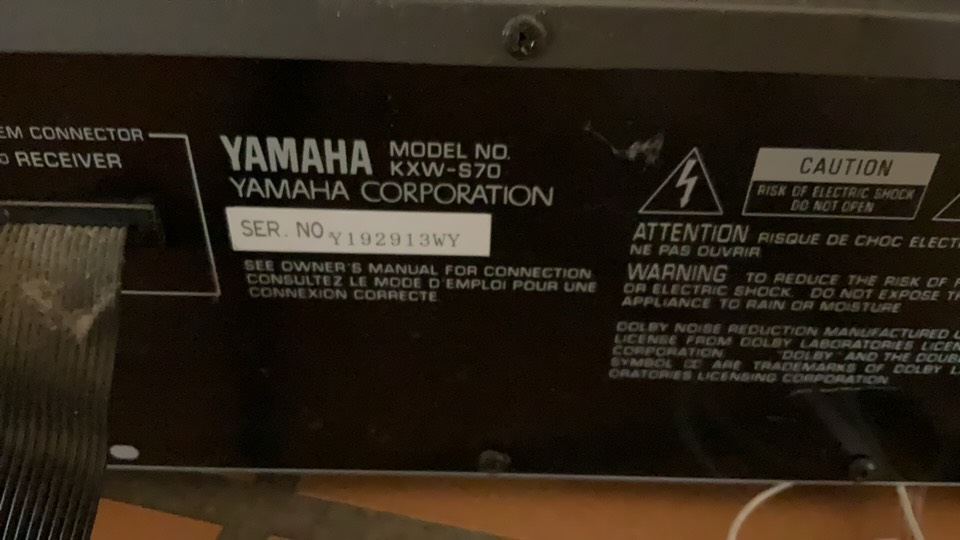 EM CONNECTOR
O RECEIVER
YAMAHA MODEL NO.
KXW-S70
YAMAHA CORPORATION
SER. NO. Y192913WY
SEE OWNER'S MANUAL FOR CONNECTION
CONSULTEZ LE MODE D'EMPLOI POUR UNE
CONNEXION CORRECTE.
CAUTION
RISK OF ELECTRIC SHOCK
DO NOT OPEN
ATTENTION RISQUE DE CHOC ELECT
NE PAS OUVRIR
WARNING TO REDUCE THE RISK OF F
OR ELECTRIC SHOCK. DO NOT EXPOSE TH
APPLIANCE TO RAIN OR MOISTURE
DOLBY NOISE REDUCTION MANUFACTURED U
LICENSE FROM DOLBY LABORATORIES LICEN
CORPORATION. "DOLBY" AND THE DOUB
SYMBOL ARE TRADEMARKS OF DOLBY L
ORATORIES LICENSING CORPORATION